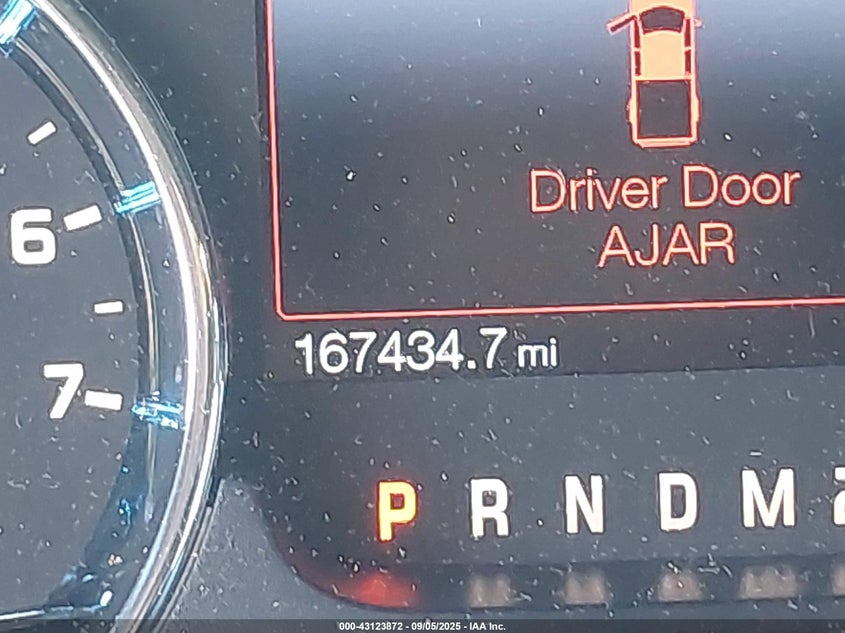 6
7
Driver Door
AJAR
167434.7 mi
P R N D M
000-43123872 - 09/05/2025 - IAA Inc.